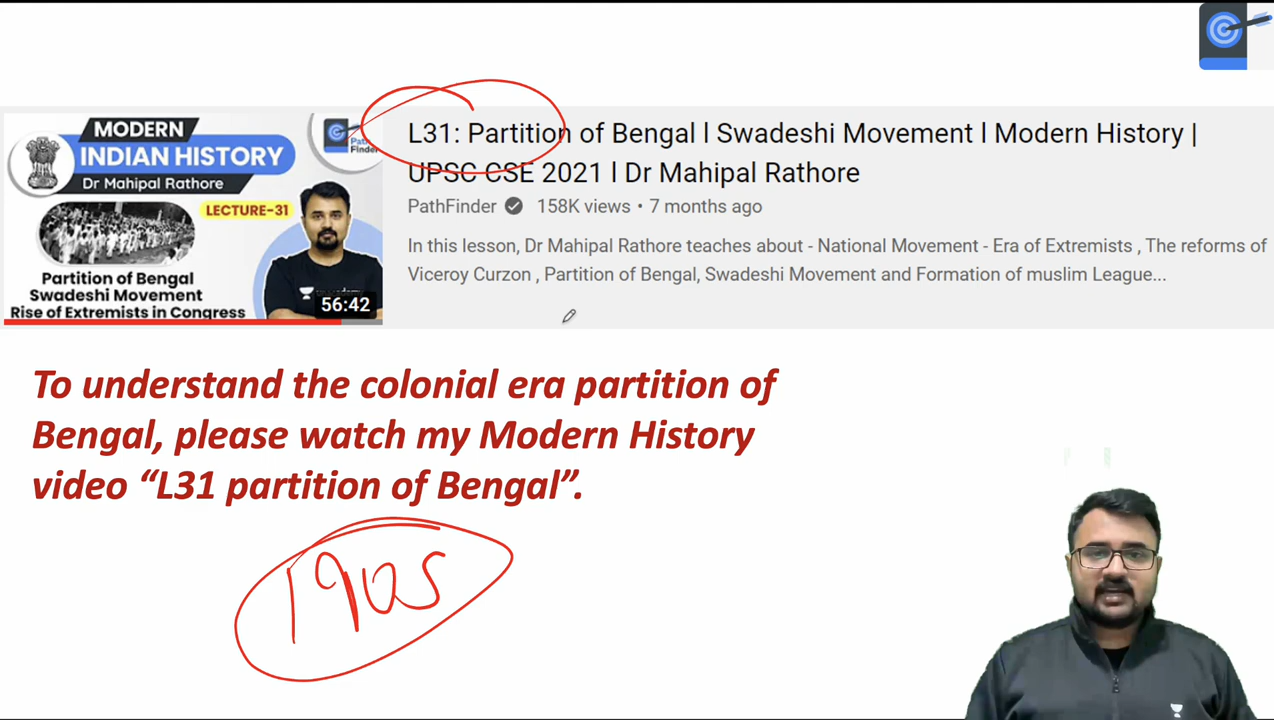 MODERN
INDIAN HISTORY
Dr Mahipal Rathore
LECTURE-31
Partition of Bengal
Swadeshi Movement
Rise of Extremists in Congress
56:42
L31: Partition of Bengal l Swadeshi Movement l Modern History |
UPSC CSE 2021 l Dr Mahipal Rathore
PathFinder 158K views • 7 months ago
In this lesson, Dr Mahipal Rathore teaches about - National Movement - Era of Extremists , The reforms of
Viceroy Curzon , Partition of Bengal, Swadeshi Movement and Formation of muslim League...
To understand the colonial era partition of
Bengal, please watch my Modern History
video “L31 partition of Bengal”.
1905